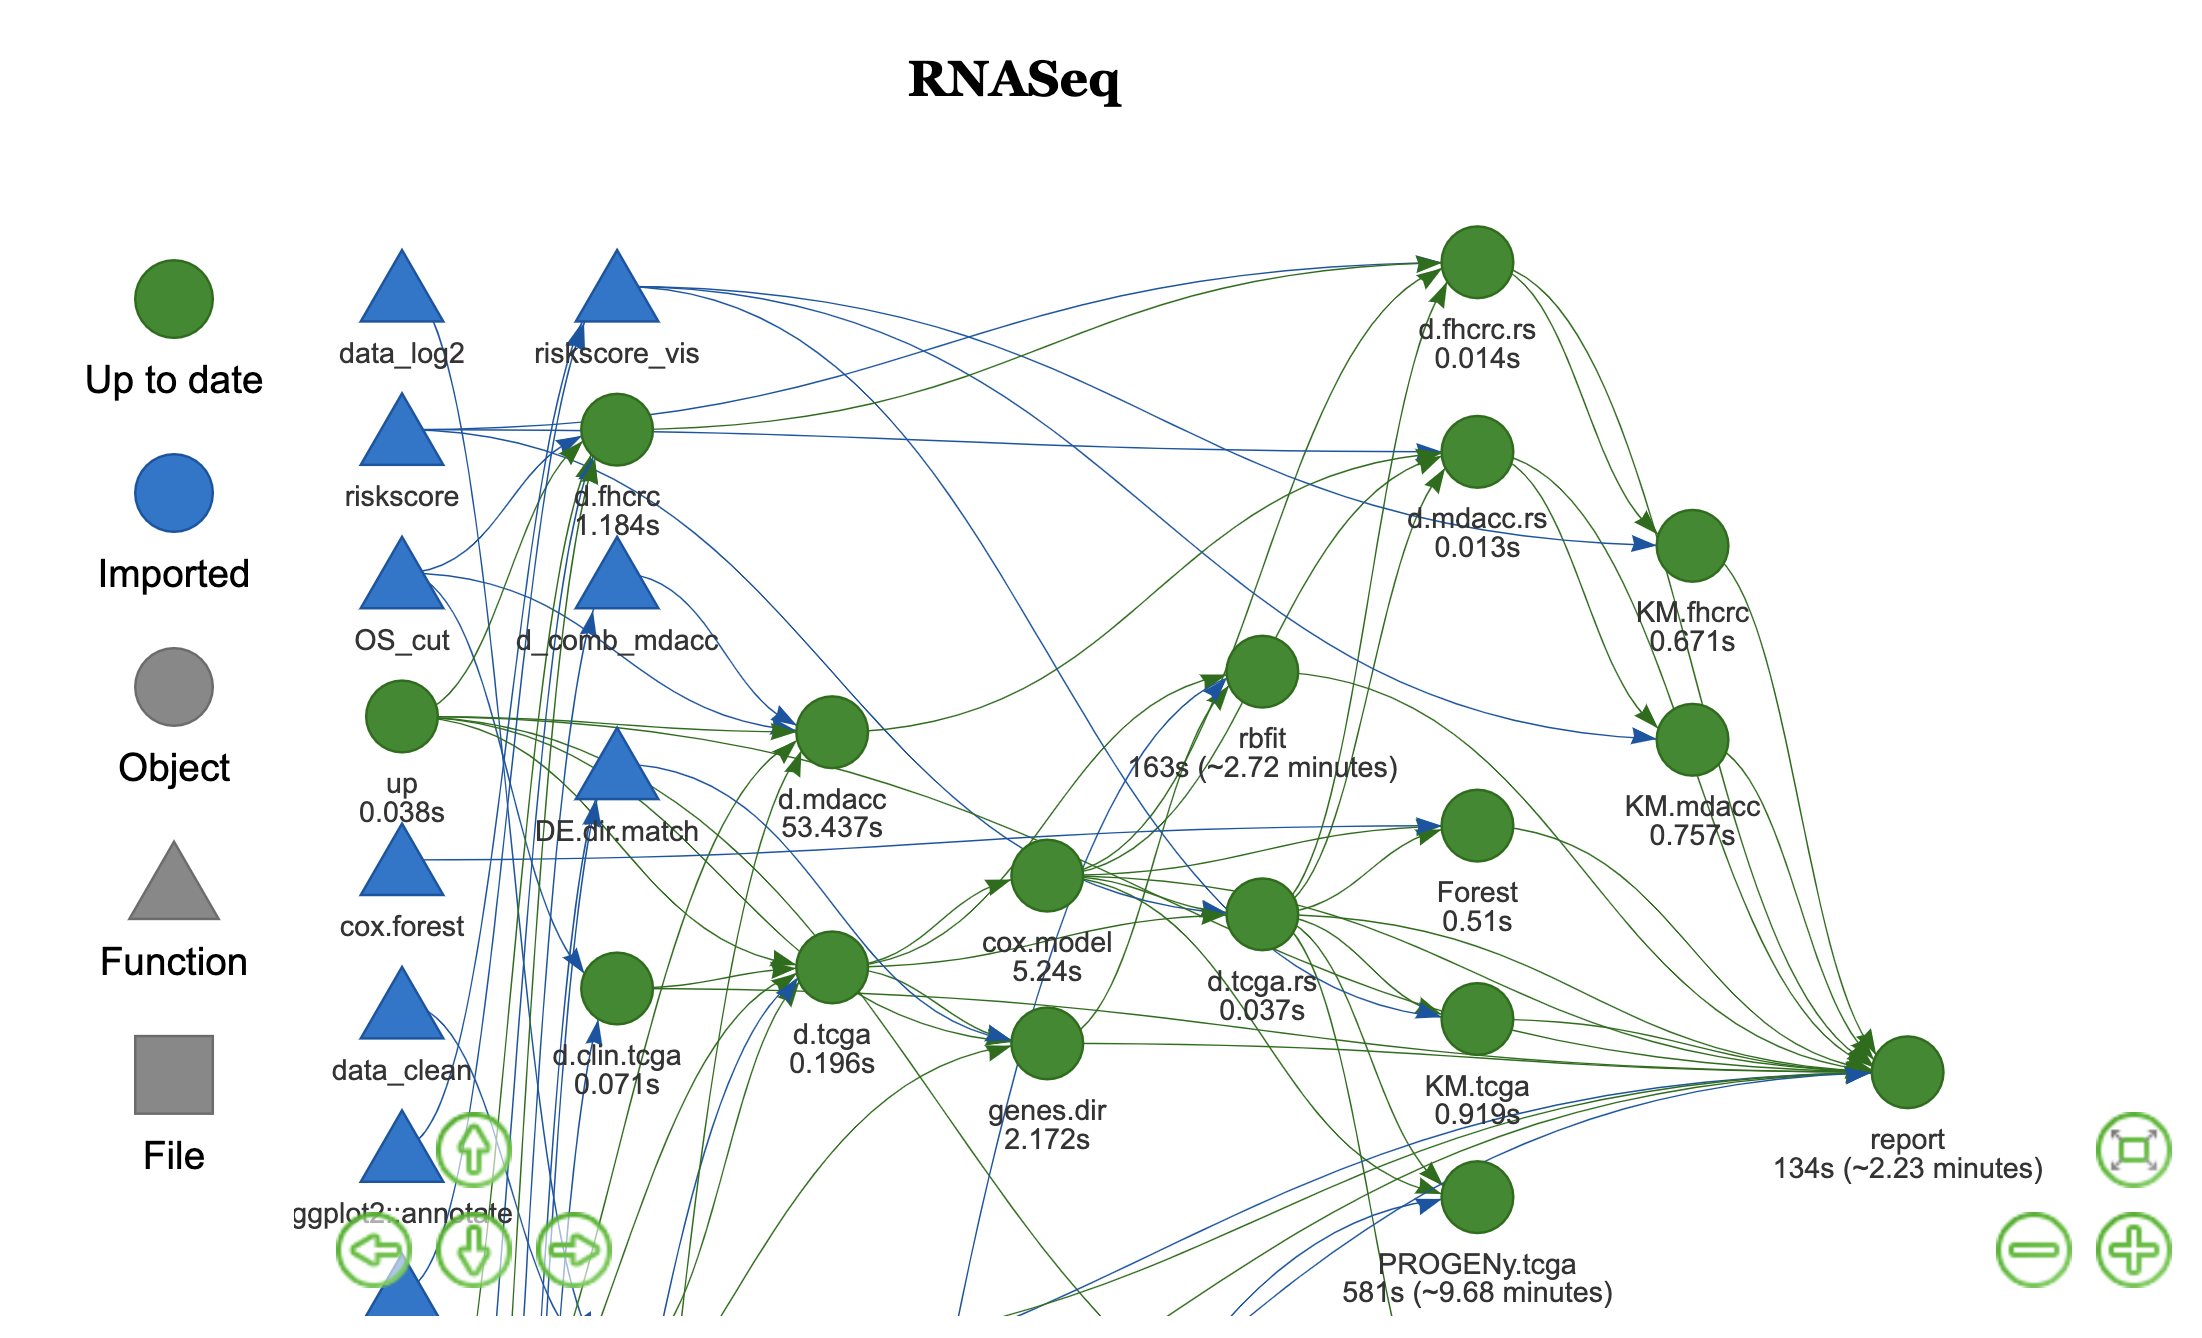 RNASeq
Up to date
Imported
Object
Function
File
data_log2
riskscore_vis
riskscore
d.fhcrc
1.184s
OS_cut
d_comb_mdacc
up
0.038s
DE.dir.match
d.mdacc
53.437s
cox.forest
data_clean
d.clin.tcga
0.071s
d.tcga
0.196s
ggplot2::annotate
cox.model
5.24s
genes.dir
2.172s
rbfit
163s (~2.72 minutes)
d.tcga.rs
0.037s
d.fhcrc.rs
0.014s
d.mdacc.rs
0.013s
KM.fhcrc
0.671s
KM.mdacc
0.757s
Forest
0.51s
KM.tcga
0.919s
PROGENy.tcga
581s (~9.68 minutes)
report
134s (~2.23 minutes)